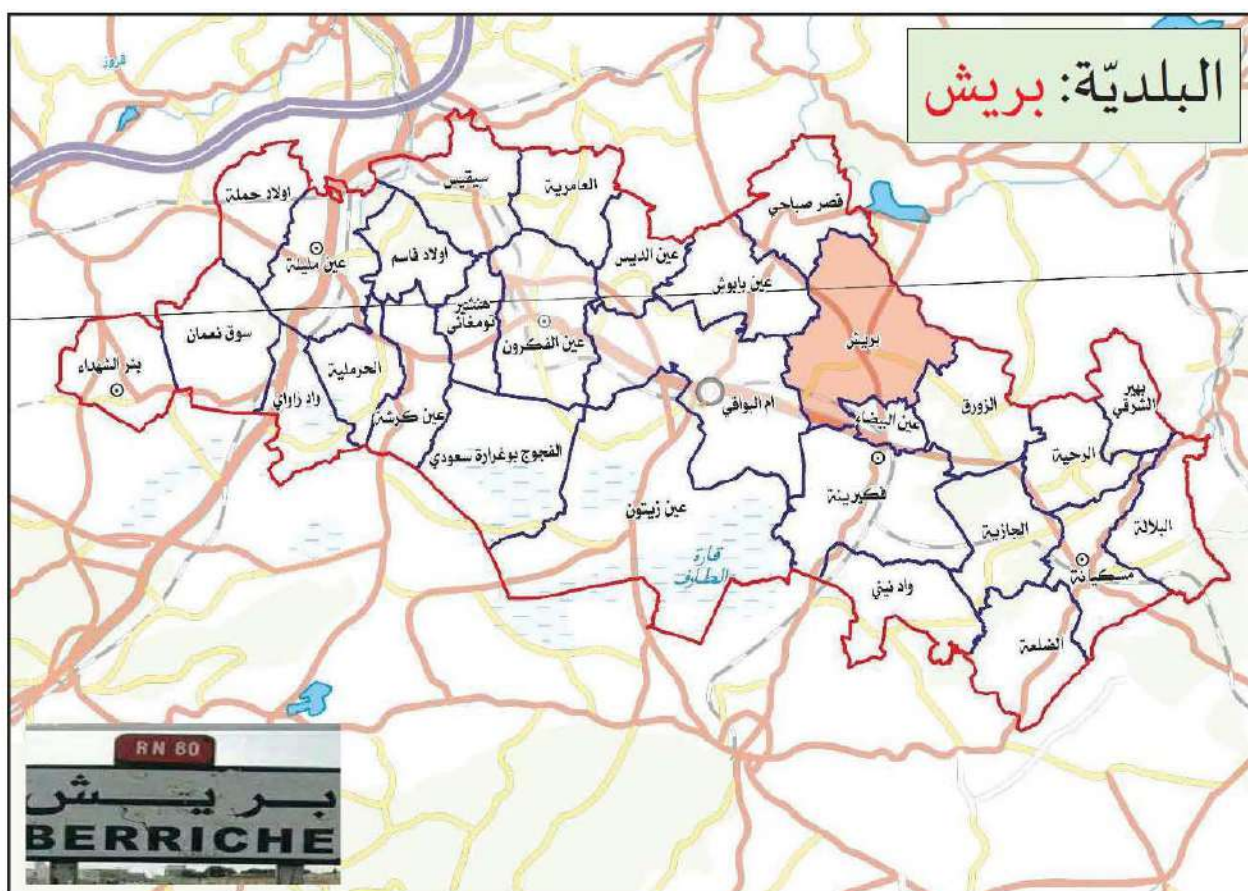 البلديّة: بريش
قروز
سيقيس
العامرية
اولاد حملة
قصر صباحي
عين مليلة
اولاد قاسم
عين الديس
عين بابوش
هنشير
تومغاني
سوق نعمان
عين الفكرون
بريش
بئر الشهداء
الحرملية
واد زاواي
ام البواقي
عين البيضاء
الزورق
بهير
الشرقي
عين كرشة
الرحية
الفجوج بوغرارة سعودي
فكيرينة
عين زيتون
الجازية
البلالة
قارة
الطارف
مسكيانة
واد نيني
الضلعة
RN 80
بريش
BERRICHE